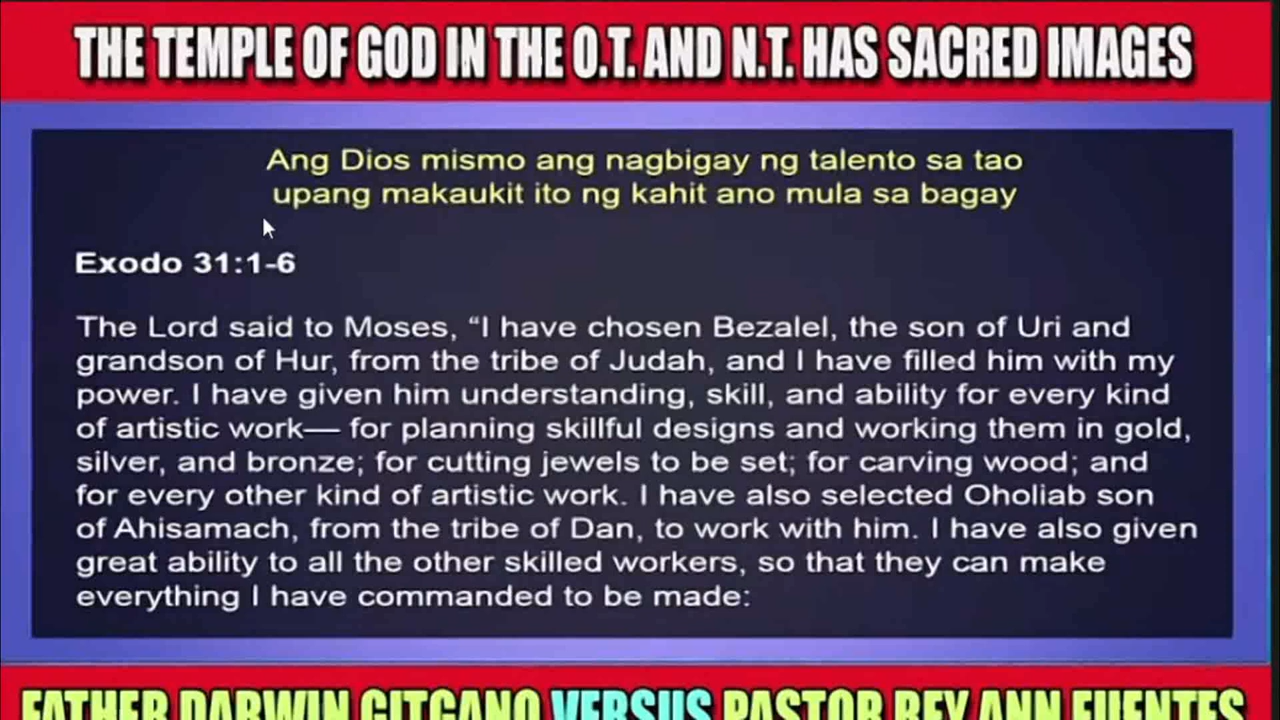 THE TEMPLE OF GOD IN THE O.T. AND N.T. HAS SACRED IMAGES
Ang Dios mismo ang nagbigay ng talento sa tao
upang makaukit ito ng kahit ano mula sa bagay
Exodo 31:1-6
The Lord said to Moses, “I have chosen Bezalel, the son of Uri and
grandson of Hur, from the tribe of Judah, and I have filled him with my
power. I have given him understanding, skill, and ability for every kind
of artistic work— for planning skillful designs and working them in gold,
silver, and bronze; for cutting jewels to be set; for carving wood; and
for every other kind of artistic work. I have also selected Oholiab son
of Ahisamach, from the tribe of Dan, to work with him. I have also given
great ability to all the other skilled workers, so that they can make
everything I have commanded to be made:
FATHER DARWIN GITGANO VERSUS PASTOR REY ANN FUENTES